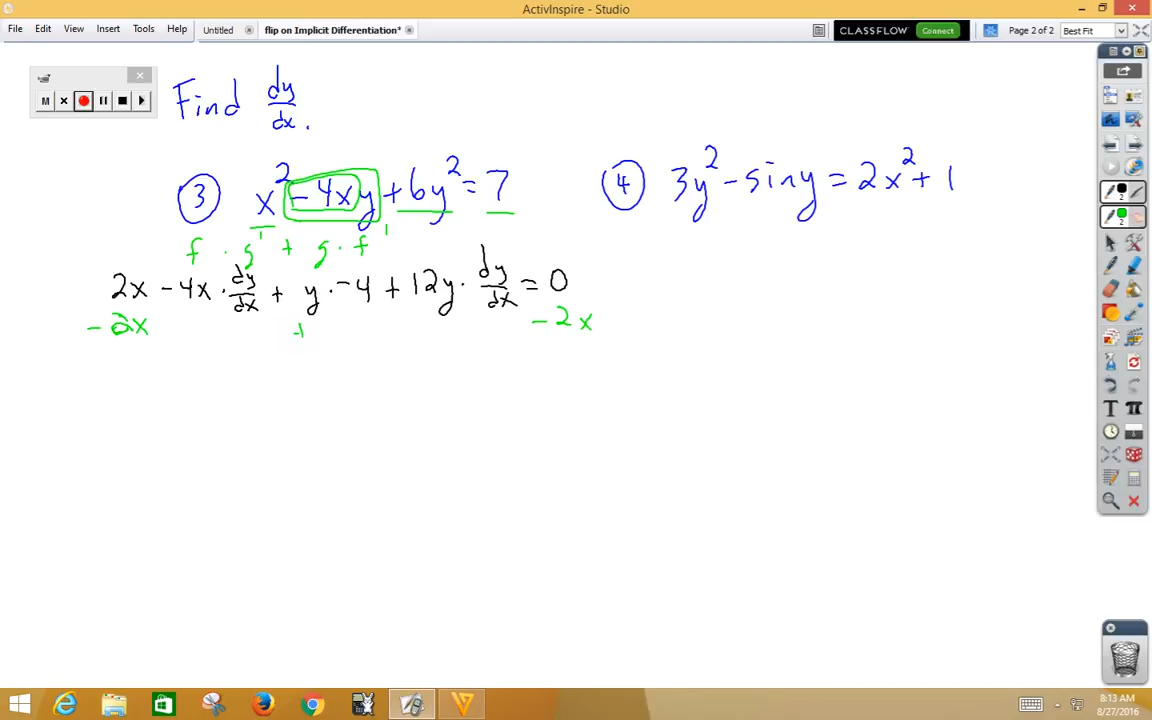 ActivInspire - Studio
File Edit View Insert Tools Help Untitled flip on Implicit Differentiation* CLASSFLOW Connect Page 2 of 2 Best Fit
M
Find dy/dx.
③ x² - 4xy + 6y² = 7
④ 3y² - sin y = 2x² + 1
f · g' + g · f'
2x - 4x · dy/dx + y · -4 + 12y · dy/dx = 0
- 2x + - 2x
2
2
T
8:13 AM
8/27/2016